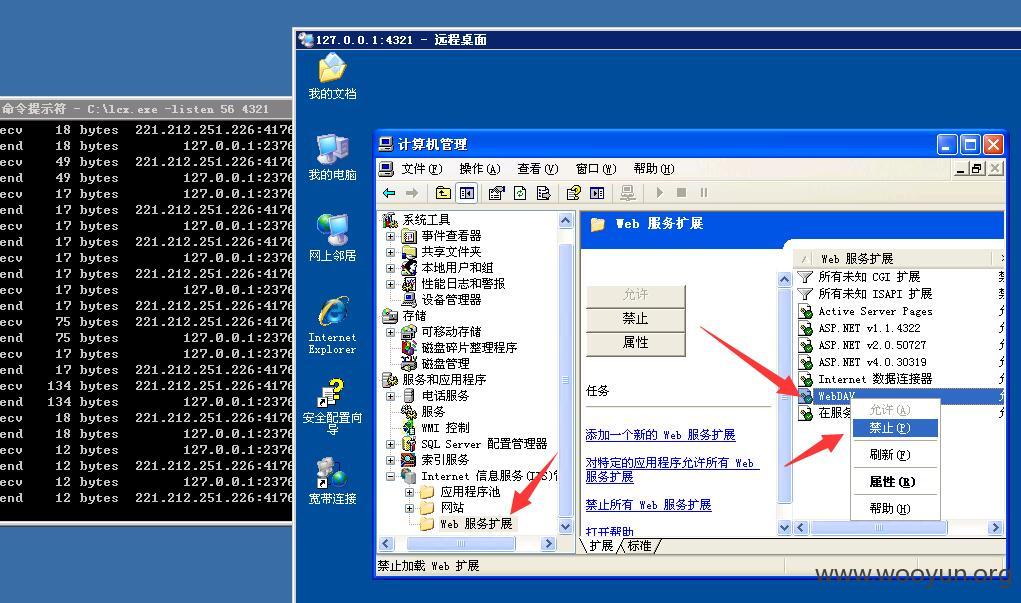 127.0.0.1:4321 - 远程桌面
我的文档
我的电脑
网上邻居
Internet
Explorer
安全配置向
导
宽带连接
命令提示符 - C:\lcx.exe -listen 56 4321
ecv 18 bytes 221.212.251.226:4176
end 18 bytes 127.0.0.1:2376
ecv 49 bytes 221.212.251.226:4176
end 49 bytes 127.0.0.1:2376
ecv 17 bytes 221.212.251.226:4176
end 17 bytes 127.0.0.1:2376
ecv 17 bytes 221.212.251.226:4176
end 17 bytes 127.0.0.1:2376
ecv 17 bytes 221.212.251.226:4176
end 17 bytes 127.0.0.1:2376
ecv 17 bytes 221.212.251.226:4176
end 17 bytes 127.0.0.1:2376
ecv 75 bytes 221.212.251.226:4176
end 75 bytes 127.0.0.1:2376
ecv 17 bytes 221.212.251.226:4176
end 17 bytes 127.0.0.1:2376
ecv 134 bytes 221.212.251.226:4176
end 134 bytes 127.0.0.1:2376
ecv 18 bytes 221.212.251.226:4176
end 18 bytes 127.0.0.1:2376
ecv 12 bytes 221.212.251.226:4176
end 12 bytes 127.0.0.1:2376
ecv 12 bytes 221.212.251.226:4176
end 12 bytes 127.0.0.1:2376
计算机管理
文件(F) 操作(A) 查看(V) 窗口(W) 帮助(H)
系统工具
事件查看器
共享文件夹
本地用户和组
性能日志和警报
设备管理器
存储
可移动存储
磁盘碎片整理程序
磁盘管理
服务和应用程序
电话服务
服务
WMI 控制
SQL Server 配置管理器
索引服务
Internet 信息服务(IIS)
应用程序池
网站
Web 服务扩展
Web 服务扩展
允许
禁止
属性
任务
添加一个新的 Web 服务扩展
对特定的应用程序允许所有 Web
服务扩展
禁止所有 Web 服务扩展
打开帮助
Web 服务扩展
所有未知 CGI 扩展
所有未知 ISAPI 扩展
Active Server Pages
ASP.NET v1.1.4322
ASP.NET v2.0.50727
ASP.NET v4.0.30319
Internet 数据连接器
WebDAV
在服务
允许(A)
禁止(P)
刷新(F)
属性(R)
帮助(H)
扩展 标准
禁止加载 Web 扩展
www.wooyun.org